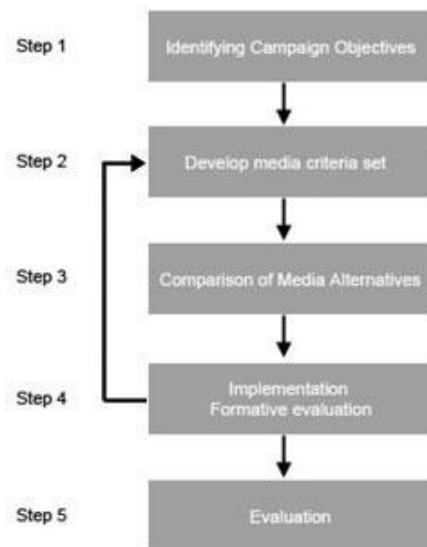 Step 1
Identifying Campaign Objectives
Step 2
Develop media criteria set
Step 3
Comparison of Media Alternatives
Step 4
Implementation
Formative evaluation
Step 5
Evaluation